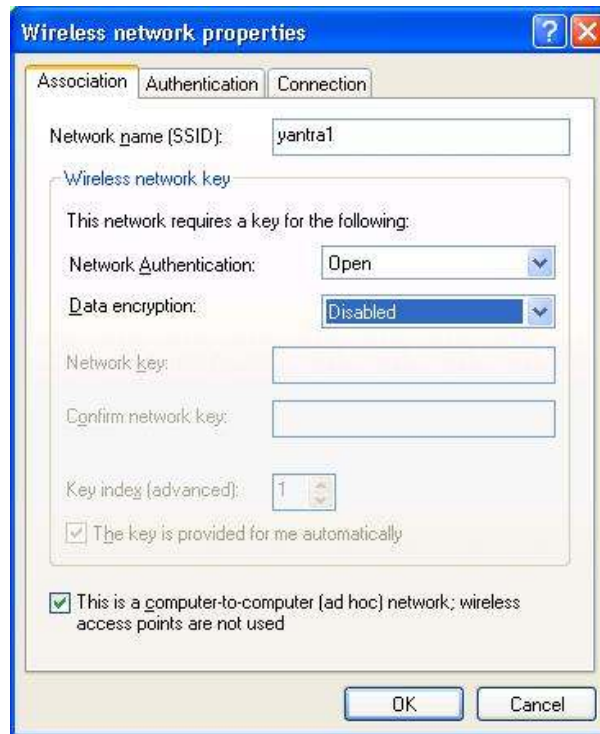 Wireless network properties
Association Authentication Connection
Network name (SSID): yantra1
Wireless network key
This network requires a key for the following:
Network Authentication: Open
Data encryption: Disabled
Network key:
Confirm network key:
Key index (advanced): 1
The key is provided for me automatically
This is a computer-to-computer (ad hoc) network; wireless
access points are not used
OK Cancel